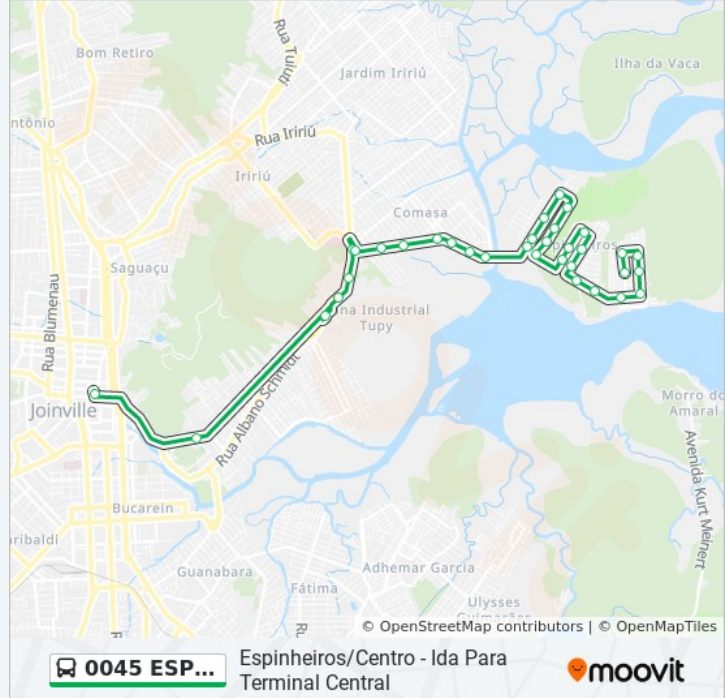 Bom Retiro
Rua Tuiuti
Jardim Iririú
Ilha da Vaca
ntônio
Rua Iririú
Iririú
Comasa
Saguaçu
Rua Blumenau
na Industrial
Tupy
Joinville
Rua Albano Schmidt
Morro do
Amaral
Avenida Kurt Meinert
Bucarein
aribaldi
Guanabara
Fátima
Adhemar Garcia
Ulysses
Guimarães
© OpenStreetMap contributors | © OpenMapTiles
0045 ESP...
Espinheiros/Centro - Ida Para
Terminal Central
moovit